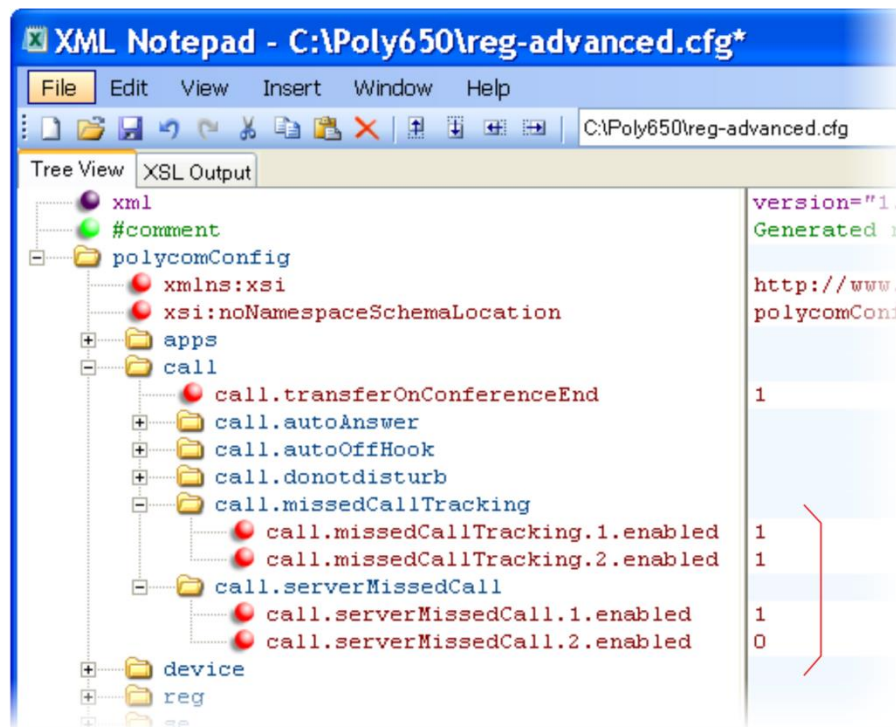 XML Notepad - C:\Poly650\reg-advanced.cfg*
File Edit View Insert Window Help
C:\Poly650\reg-advanced.cfg
Tree View XSL Output
xml version="1.
#comment Generated
polycomConfig
xmlns:xsi http://www.
xsi:noNamespaceSchemaLocation polycomConf
apps
call
call.transferOnConferenceEnd 1
call.autoAnswer
call.autoOffHook
call.donotdisturb
call.missedCallTracking
call.missedCallTracking.1.enabled 1
call.missedCallTracking.2.enabled 1
call.serverMissedCall
call.serverMissedCall.1.enabled 1
call.serverMissedCall.2.enabled 0
device
reg
se